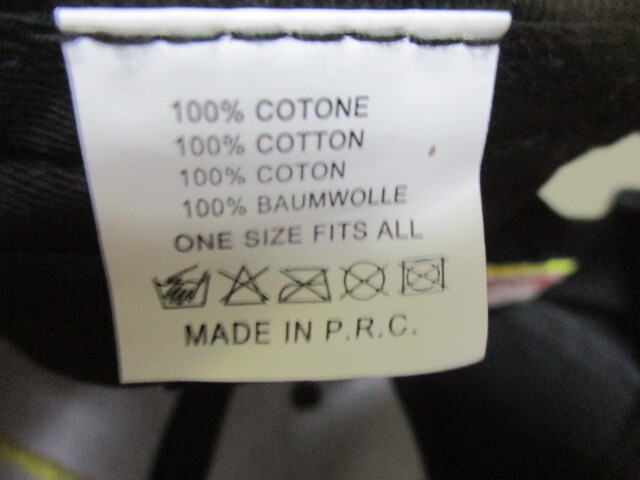 100% COTONE
100% COTTON
100% COTON
100% BAUMWOLLE
ONE SIZE FITS ALL
MADE IN P.R.C.